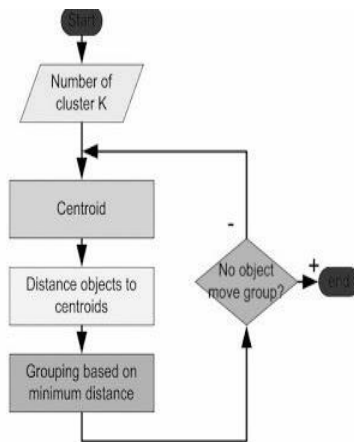 Start
Number of
cluster K
Centroid
-
No object
move group?
+
end
Distance objects to
centroids
Grouping based on
minimum distance